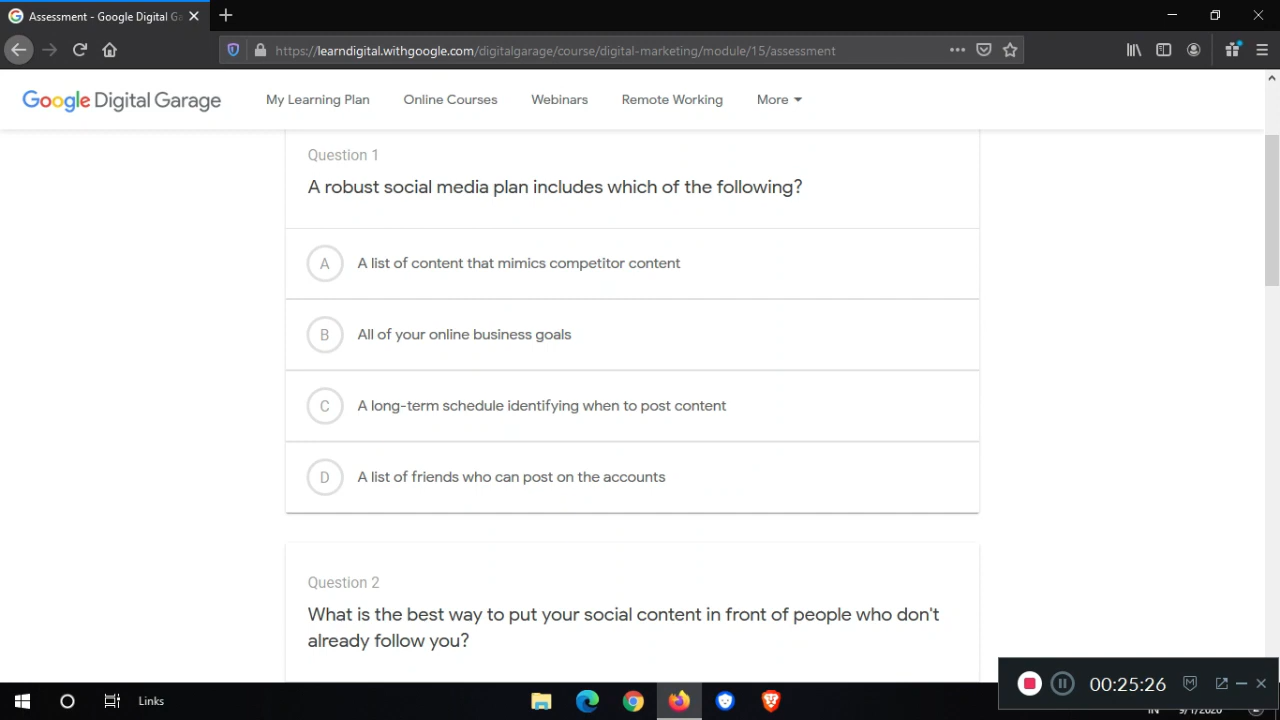 Assessment - Google Digital Ga
https://learndigital.withgoogle.com/digitalgarage/course/digital-marketing/module/15/assessment
Google Digital Garage
My Learning Plan
Online Courses
Webinars
Remote Working
More
Question 1
A robust social media plan includes which of the following?
A A list of content that mimics competitor content
B All of your online business goals
C A long-term schedule identifying when to post content
D A list of friends who can post on the accounts
Question 2
What is the best way to put your social content in front of people who don't
already follow you?
00:25:26
Links
IN
9/1/2020